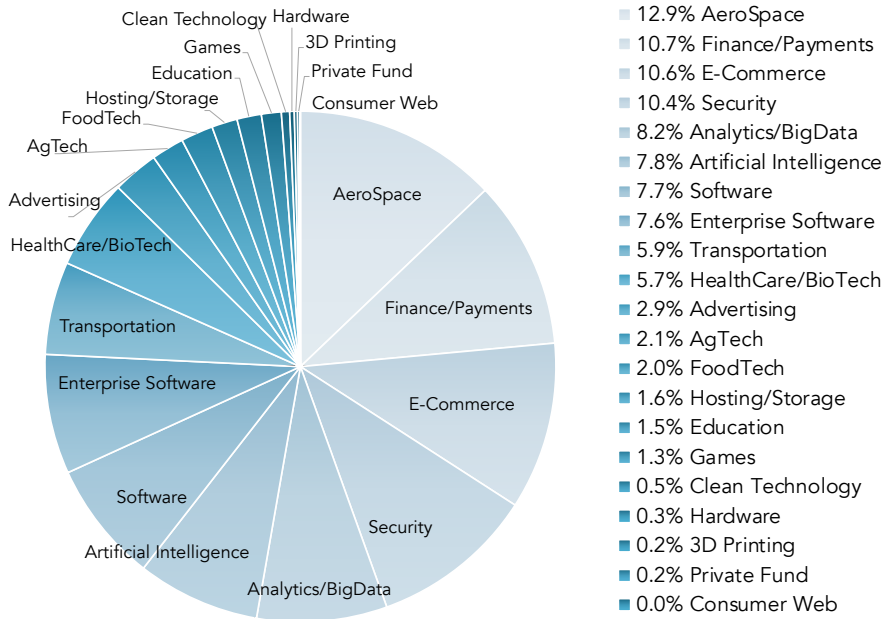 Clean Technology
Hardware
Games
3D Printing
Education
Private Fund
Hosting/Storage
Consumer Web
FoodTech
AgTech
Advertising
HealthCare/BioTech
Transportation
Enterprise Software
Software
Artificial Intelligence
Analytics/BigData
Security
E-Commerce
Finance/Payments
AeroSpace
12.9% AeroSpace
10.7% Finance/Payments
10.6% E-Commerce
10.4% Security
8.2% Analytics/BigData
7.8% Artificial Intelligence
7.7% Software
7.6% Enterprise Software
5.9% Transportation
5.7% HealthCare/BioTech
2.9% Advertising
2.1% AgTech
2.0% FoodTech
1.6% Hosting/Storage
1.5% Education
1.3% Games
0.5% Clean Technology
0.3% Hardware
0.2% 3D Printing
0.2% Private Fund
0.0% Consumer Web